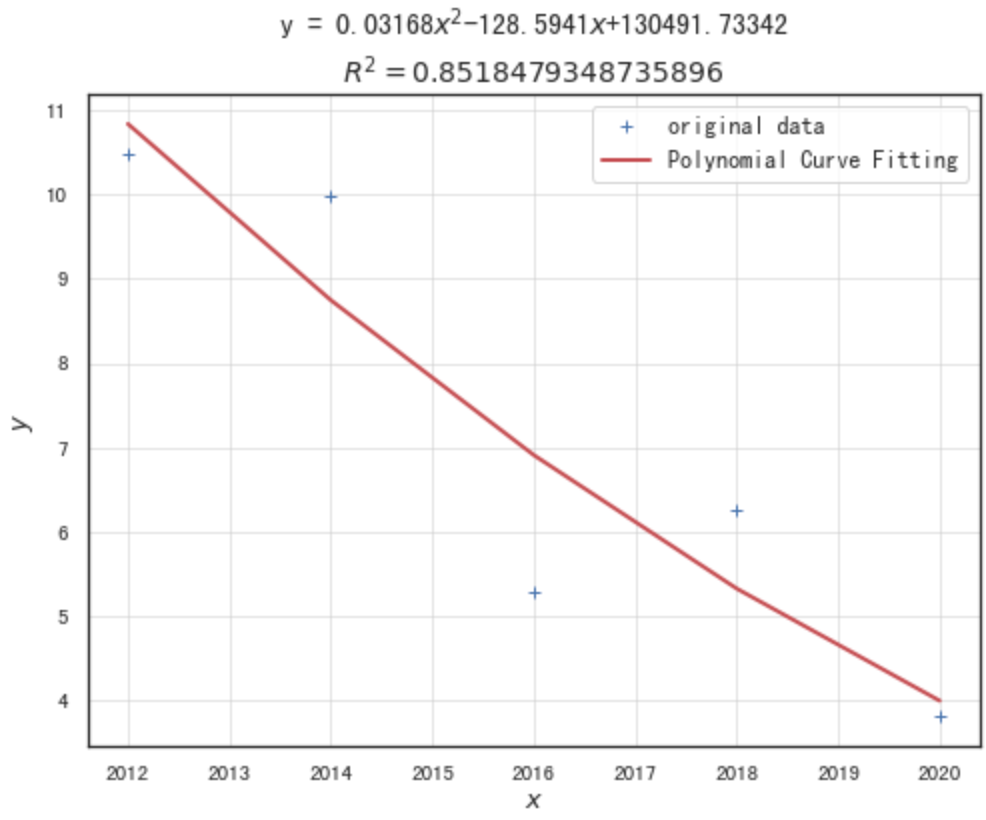 y = 0.03168x²−128.5941x+130491.73342
R² = 0.8518479348735896
original data
Polynomial Curve Fitting
11
10
9
8
7
6
5
4
y
2012 2013 2014 2015 2016 2017 2018 2019 2020
x